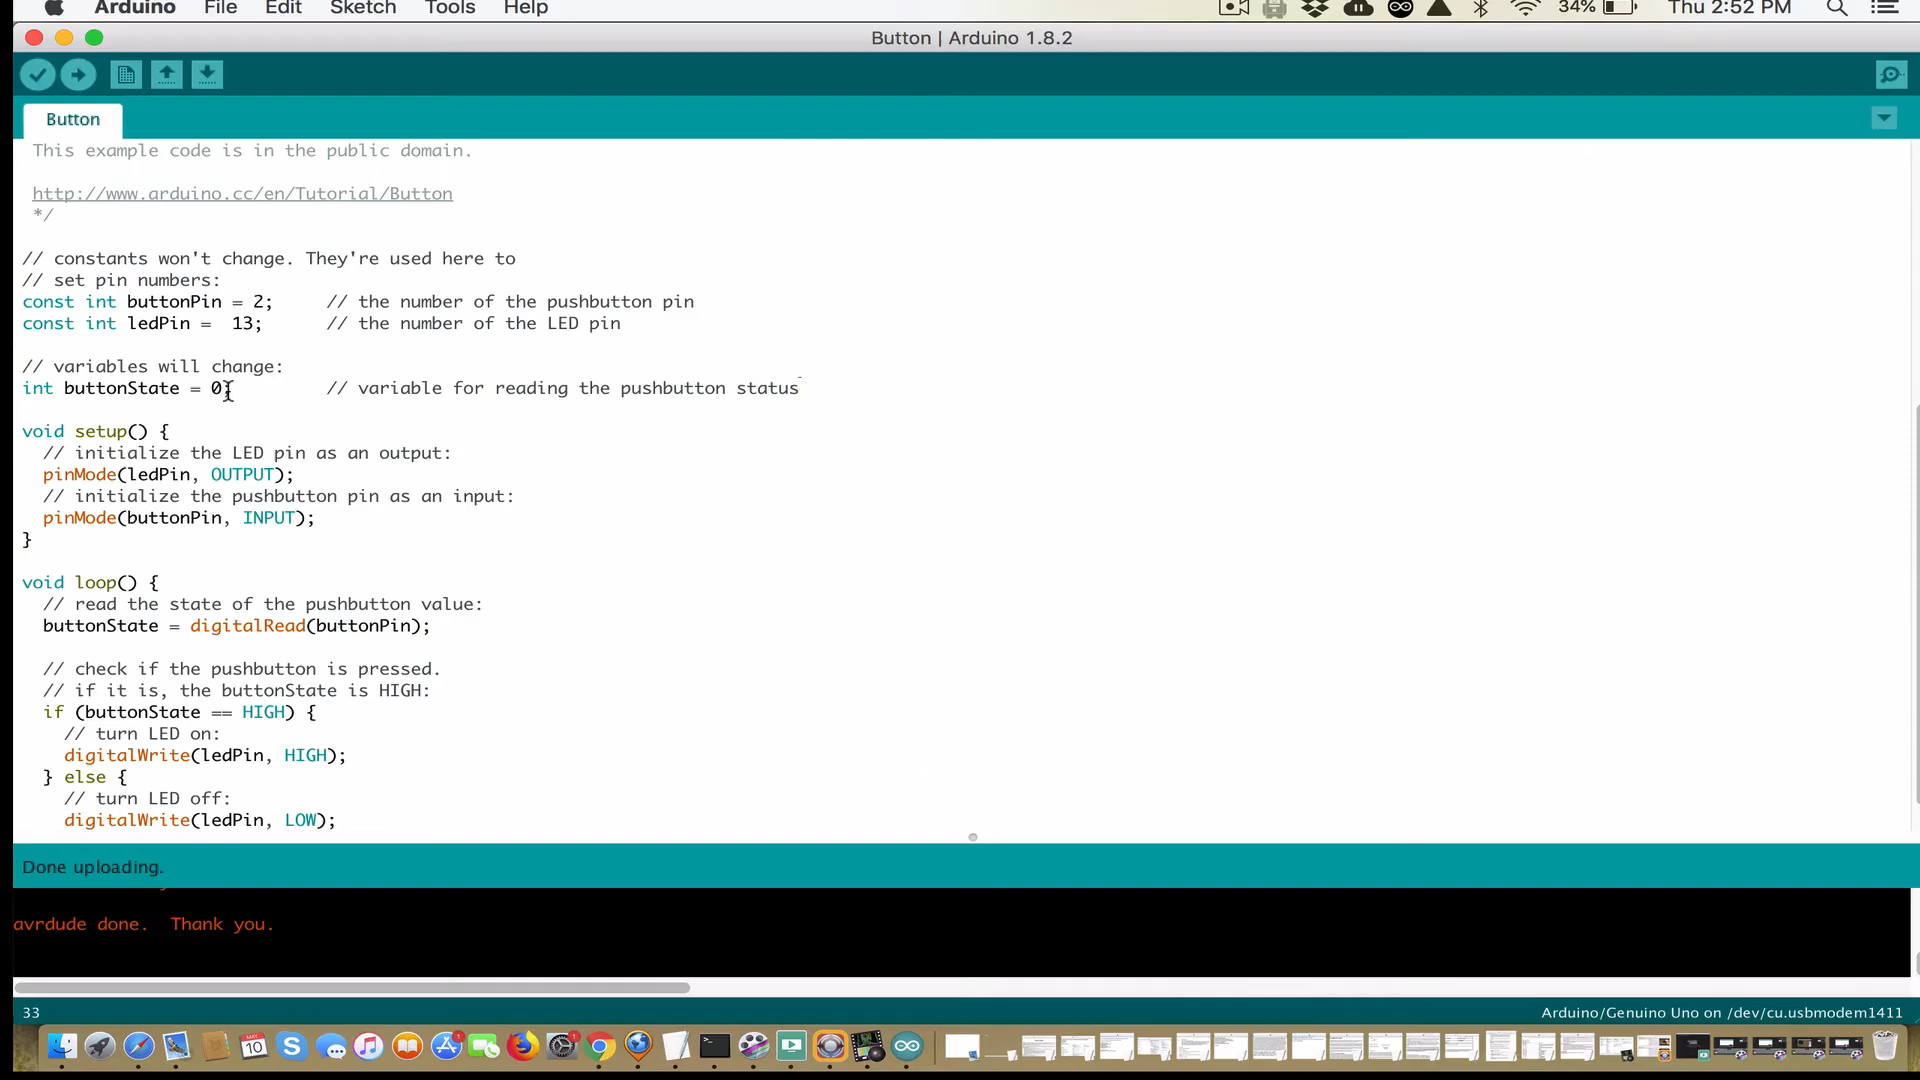 Arduino File Edit Sketch Tools Help 34% Thu 2:52 PM
Button | Arduino 1.8.2
Button
This example code is in the public domain.
http://www.arduino.cc/en/Tutorial/Button
*/
// constants won't change. They're used here to
// set pin numbers:
const int buttonPin = 2;     // the number of the pushbutton pin
const int ledPin =  13;      // the number of the LED pin
// variables will change:
int buttonState = 0;         // variable for reading the pushbutton status
void setup() {
// initialize the LED pin as an output:
pinMode(ledPin, OUTPUT);
// initialize the pushbutton pin as an input:
pinMode(buttonPin, INPUT);
}
void loop() {
// read the state of the pushbutton value:
buttonState = digitalRead(buttonPin);
// check if the pushbutton is pressed.
// if it is, the buttonState is HIGH:
if (buttonState == HIGH) {
// turn LED on:
digitalWrite(ledPin, HIGH);
} else {
// turn LED off:
digitalWrite(ledPin, LOW);
Done uploading.
avrdude done.  Thank you.
33 Arduino/Genuino Uno on /dev/cu.usbmodem1411